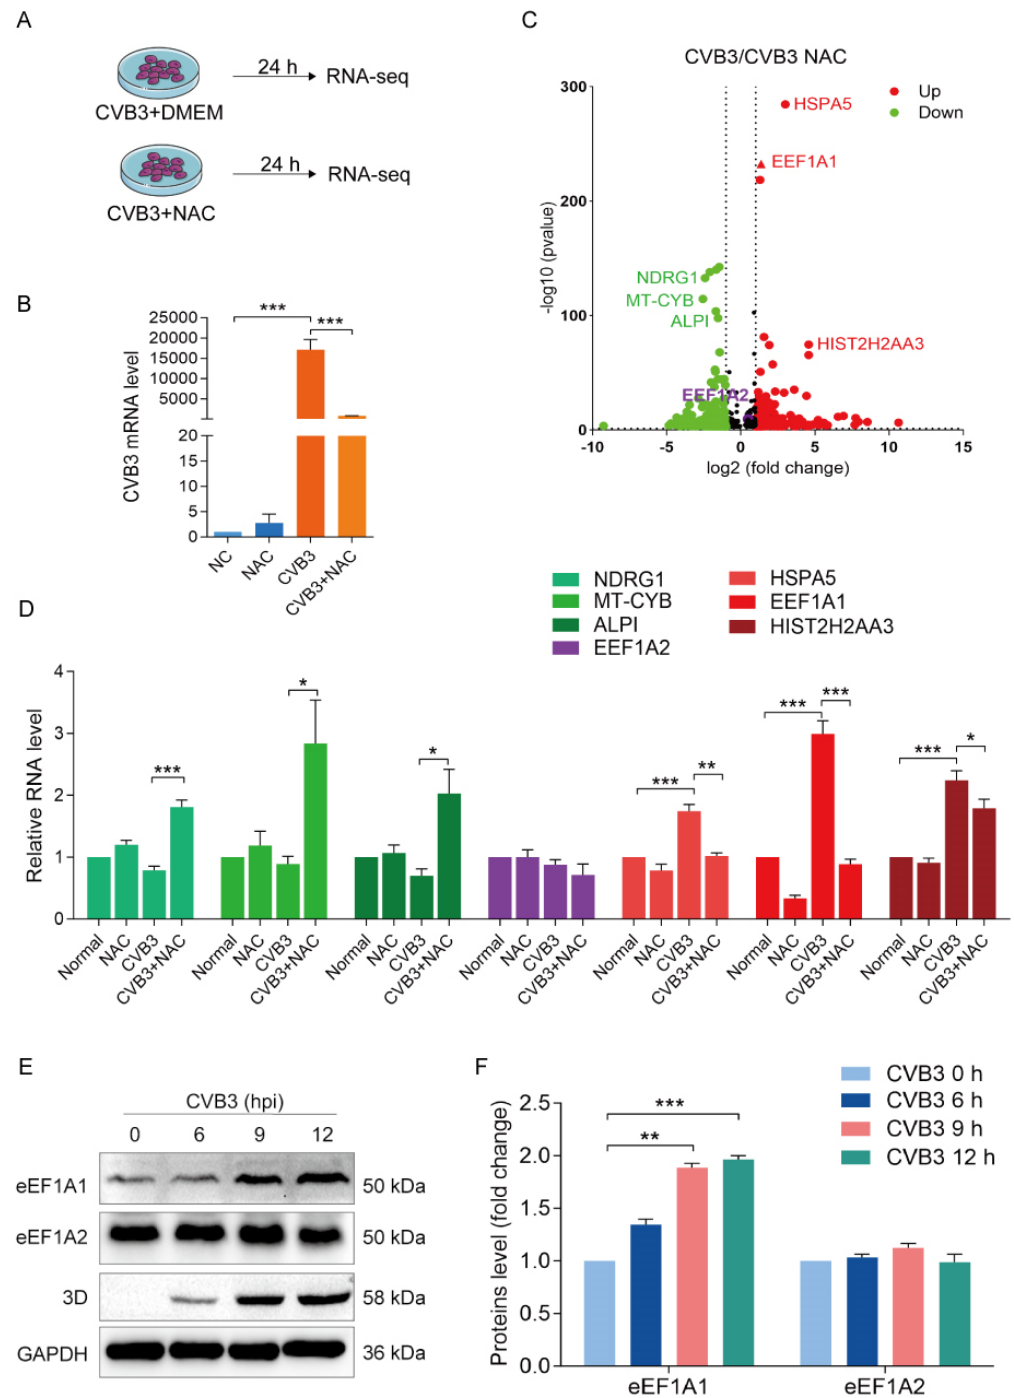 A
24 h
RNA-seq
CVB3+DMEM
24 h
RNA-seq
CVB3+NAC
B
CVB3 mRNA level
25000
20000
15000
10000
5000
20
15
10
5
0
***
***
NC
NAC
CVB3
CVB3+NAC
C
CVB3/CVB3 NAC
300
200
100
0
-log10 (pvalue)
Up
Down
HSPA5
EEF1A1
NDRG1
MT-CYB
ALPI
HIST2H2AA3
EEF1A2
-10
-5
0
5
10
15
log2 (fold change)
D
NDRG1
MT-CYB
ALPI
EEF1A2
HSPA5
EEF1A1
HIST2H2AA3
Relative RNA level
4
3
2
1
0
***
*
*
***
**
***
***
***
*
Normal
NAC
CVB3
CVB3+NAC
Normal
NAC
CVB3
CVB3+NAC
Normal
NAC
CVB3
CVB3+NAC
Normal
NAC
CVB3
CVB3+NAC
Normal
NAC
CVB3
CVB3+NAC
Normal
NAC
CVB3
CVB3+NAC
Normal
NAC
CVB3
CVB3+NAC
E
CVB3 (hpi)
0 6 9 12
eEF1A1 50 kDa
eEF1A2 50 kDa
3D 58 kDa
GAPDH 36 kDa
F
CVB3 0 h
CVB3 6 h
CVB3 9 h
CVB3 12 h
Proteins level (fold change)
2.5
2.0
1.5
1.0
0.5
0.0
***
**
eEF1A1
eEF1A2